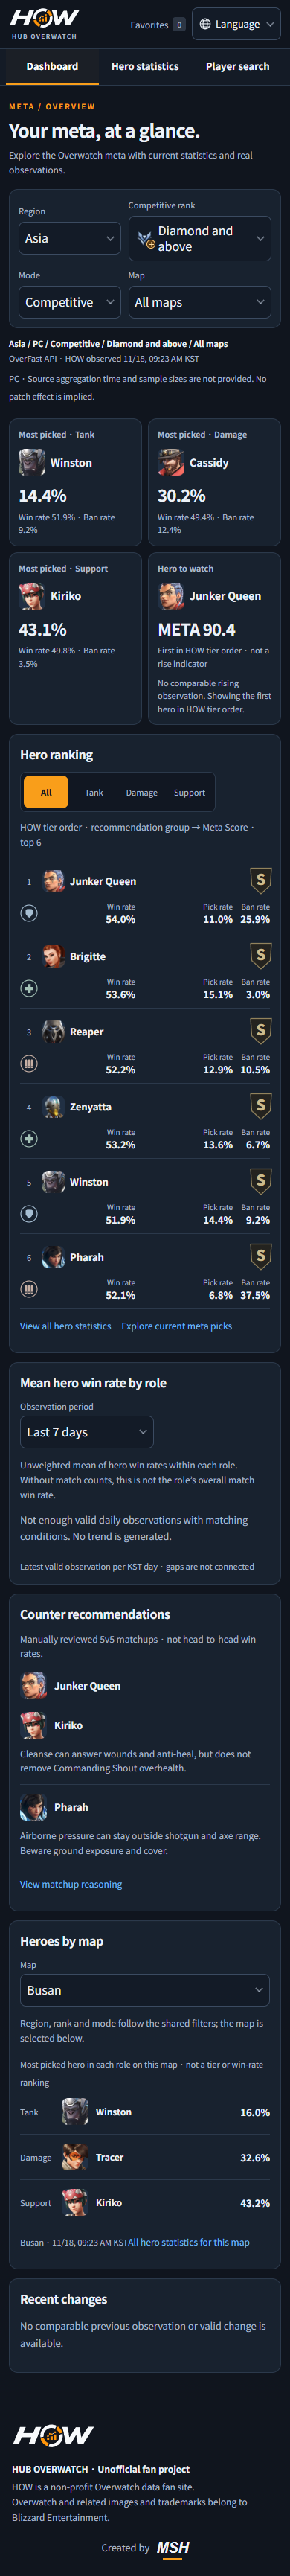 HOW
HUB OVERWATCH
Favorites 0
Language
Dashboard
Hero statistics
Player search
META / OVERVIEW
Your meta, at a glance.
Explore the Overwatch meta with current statistics and real
observations.
Region
Asia
Competitive rank
Diamond and
above
Mode
Competitive
Map
All maps
Asia / PC / Competitive / Diamond and above / All maps
OverFast API · HOW observed 11/18, 09:23 AM KST
PC · Source aggregation time and sample sizes are not provided. No
patch effect is implied.
Most picked · Tank
Winston
14.4%
Win rate 51.9% · Ban rate
9.2%
Most picked · Damage
Cassidy
30.2%
Win rate 49.4% · Ban rate
12.4%
Most picked · Support
Kiriko
43.1%
Win rate 49.8% · Ban rate
3.5%
Hero to watch
Junker Queen
META 90.4
First in HOW tier order · not a
rise indicator
No comparable rising
observation. Showing the first
hero in HOW tier order.
Hero ranking
All
Tank
Damage
Support
HOW tier order · recommendation group → Meta Score ·
top 6
1 Junker Queen S
Win rate Pick rate Ban rate
54.0% 11.0% 25.9%
2 Brigitte S
Win rate Pick rate Ban rate
53.6% 15.1% 3.0%
3 Reaper S
Win rate Pick rate Ban rate
52.2% 12.9% 10.5%
4 Zenyatta S
Win rate Pick rate Ban rate
53.2% 13.6% 6.7%
5 Winston S
Win rate Pick rate Ban rate
51.9% 14.4% 9.2%
6 Pharah S
Win rate Pick rate Ban rate
52.1% 6.8% 37.5%
View all hero statistics Explore current meta picks
Mean hero win rate by role
Observation period
Last 7 days
Unweighted mean of hero win rates within each role.
Without match counts, this is not the role's overall match
win rate.
Not enough valid daily observations with matching
conditions. No trend is generated.
Latest valid observation per KST day · gaps are not connected
Counter recommendations
Manually reviewed 5v5 matchups · not head-to-head win
rates.
Junker Queen
Kiriko
Cleanse can answer wounds and anti-heal, but does not
remove Commanding Shout overhealth.
Pharah
Airborne pressure can stay outside shotgun and axe range.
Beware ground exposure and cover.
View matchup reasoning
Heroes by map
Map
Busan
Region, rank and mode follow the shared filters; the map is
selected below.
Most picked hero in each role on this map · not a tier or win-rate
ranking
Tank Winston 16.0%
Damage Tracer 32.6%
Support Kiriko 43.2%
Busan · 11/18, 09:23 AM KSTAll hero statistics for this map
Recent changes
No comparable previous observation or valid change is
available.
HOW
HUB OVERWATCH · Unofficial fan project
HOW is a non-profit Overwatch data fan site.
Overwatch and related images and trademarks belong to
Blizzard Entertainment.
Created by MSH